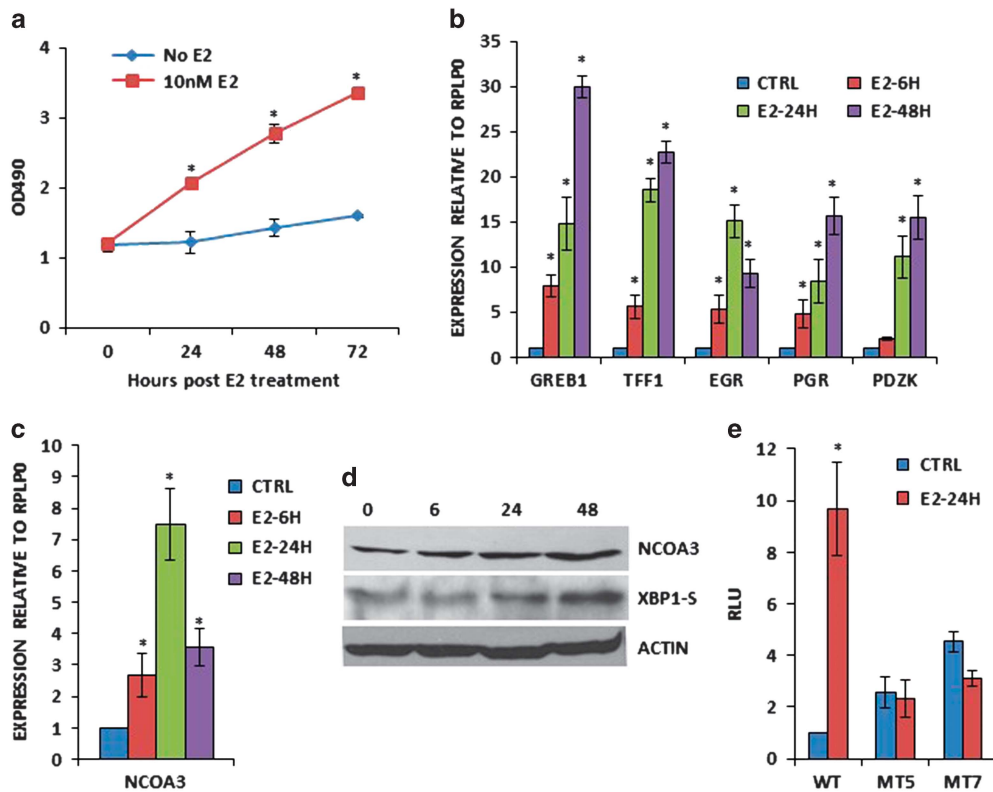 a
No E2
10nM E2
OD490
4
3
2
1
0
* * *
0 24 48 72
Hours post E2 treatment
b
EXPRESSION RELATIVE TO RPLP0
35
30
25
20
15
10
5
0
CTRL E2-6H
E2-24H E2-48H
* * * * * * * * * * * * * *
GREB1 TFF1 EGR PGR PDZK
c
EXPRESSION RELATIVE TO RPLP0
10
9
8
7
6
5
4
3
2
1
0
* * *
CTRL
E2-6H
E2-24H
E2-48H
NCOA3
d
0 6 24 48
NCOA3
XBP1-S
ACTIN
e
RLU
12
10
8
6
4
2
0
*
CTRL
E2-24H
WT MT5 MT7